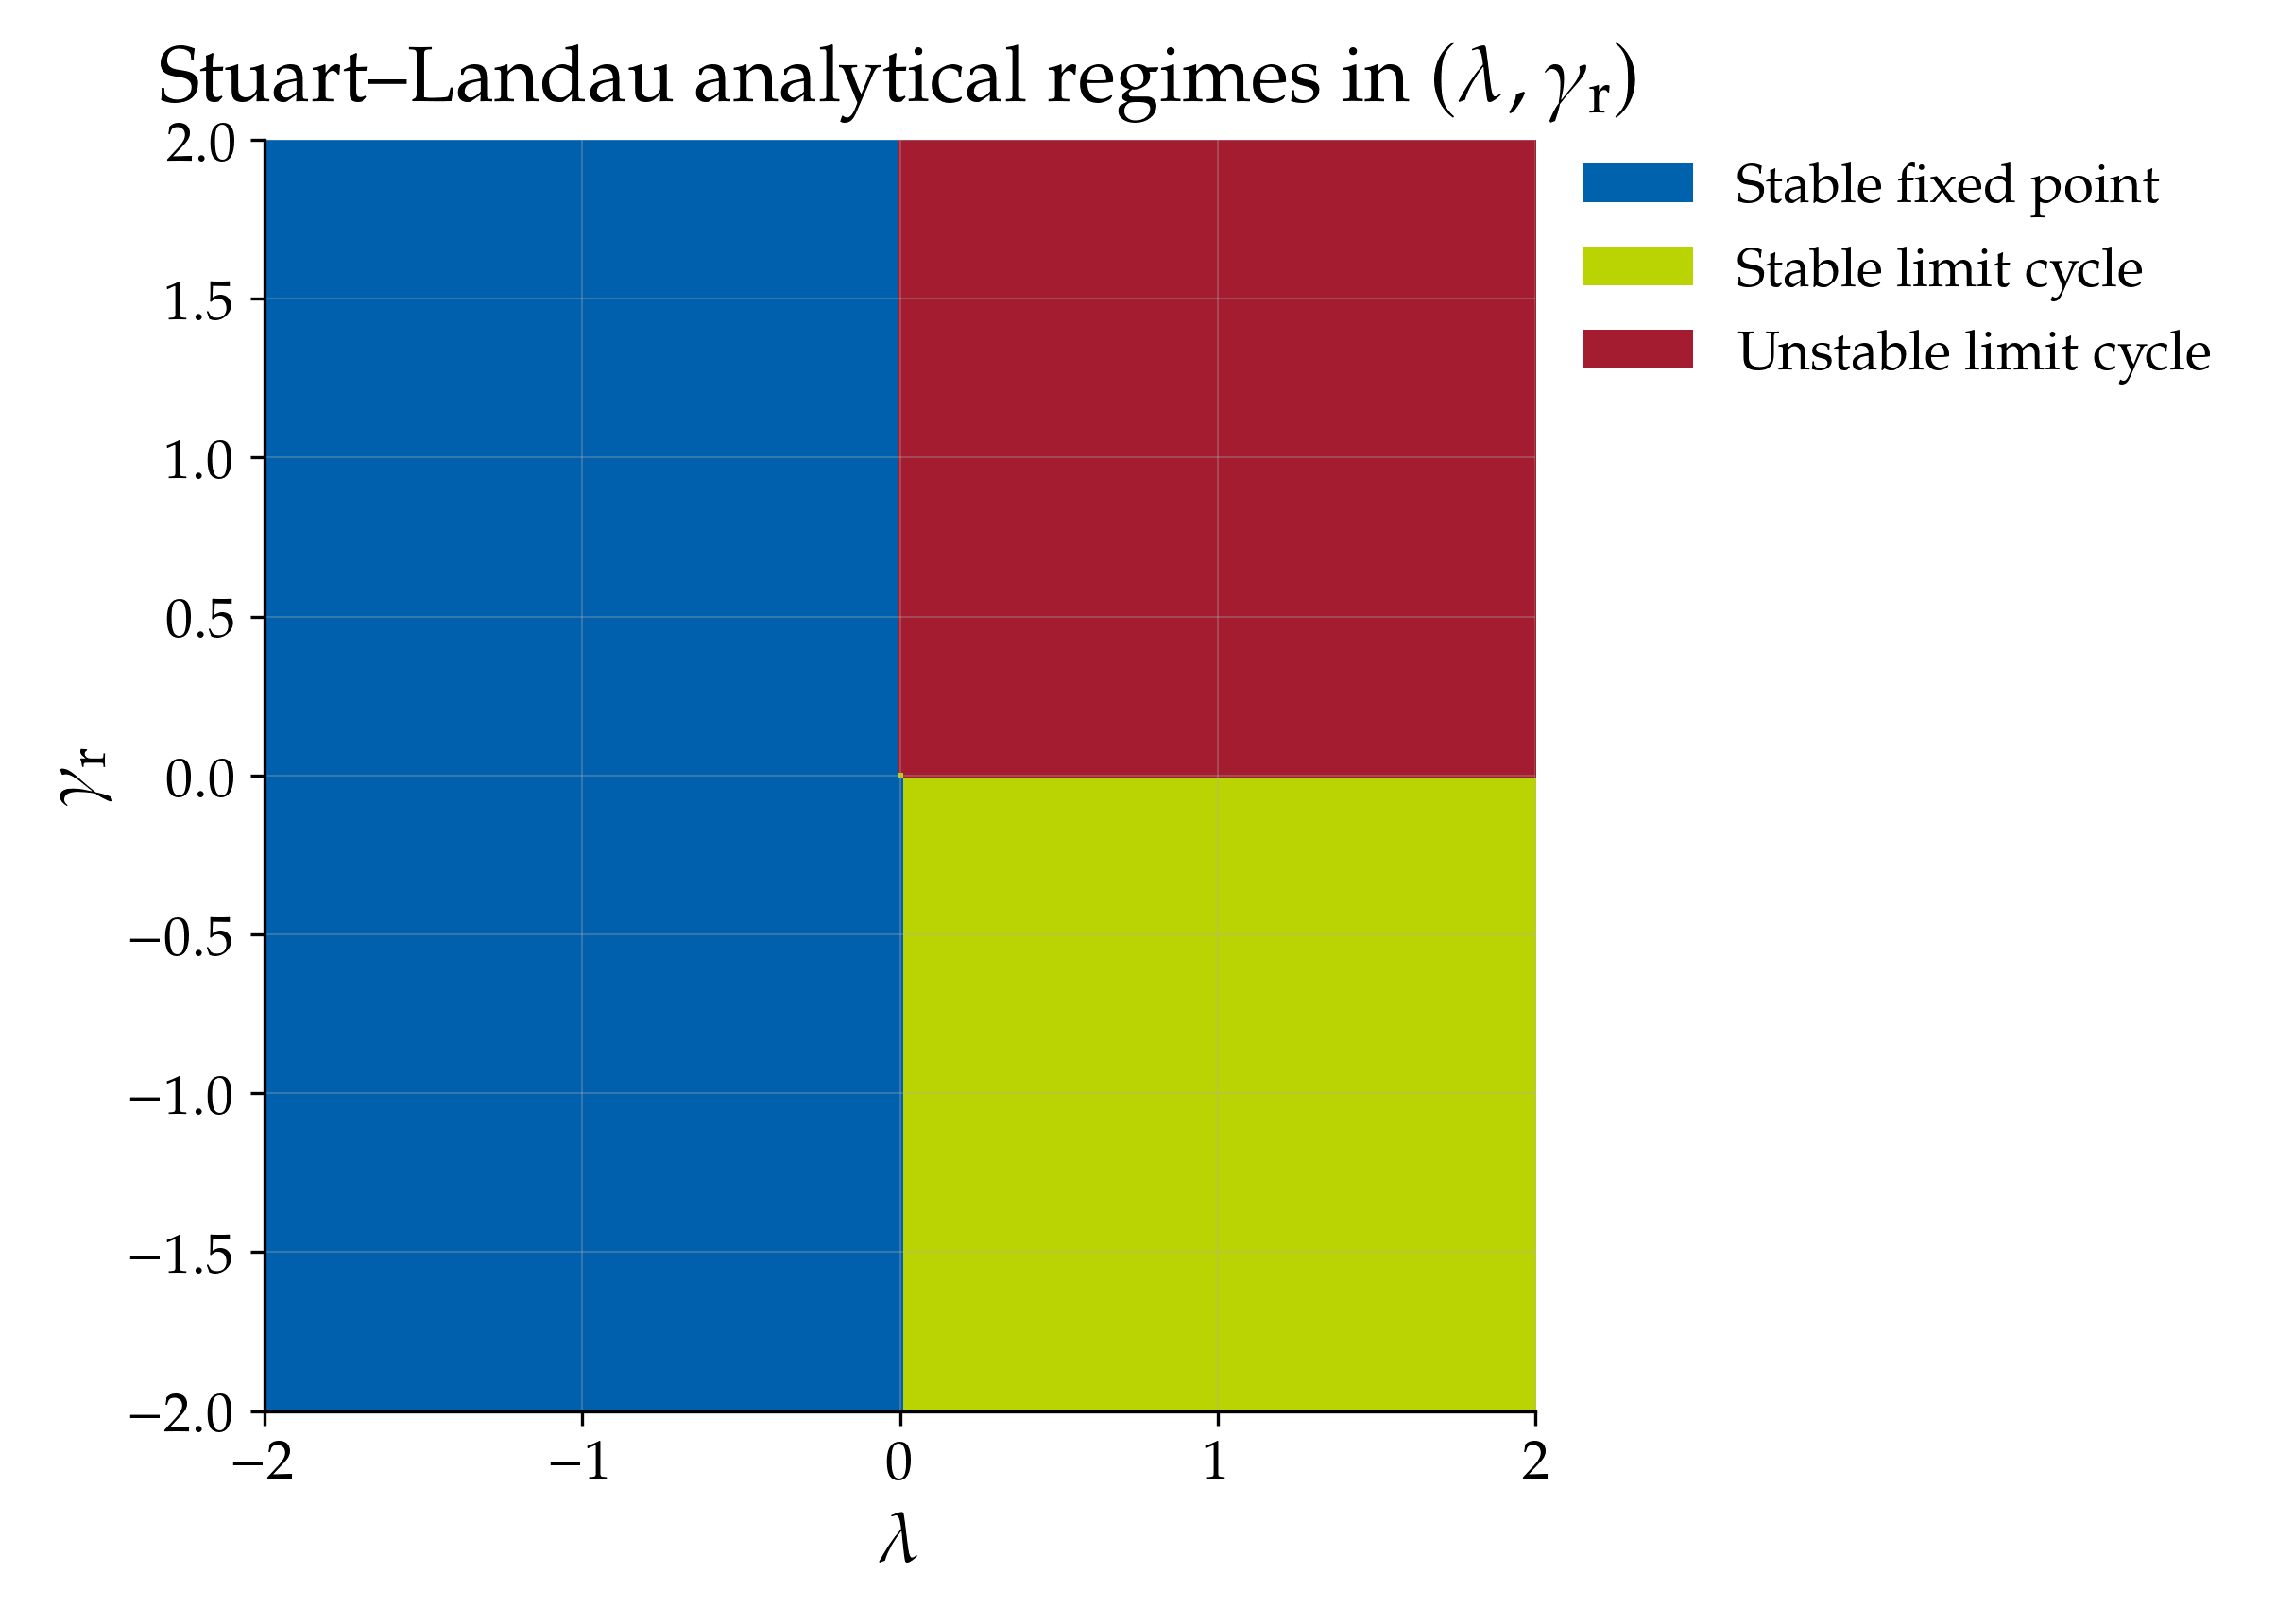 Stuart–Landau analytical regimes in (λ, γr)
2.0
1.5
1.0
0.5
0.0
−0.5
−1.0
−1.5
−2.0
γr
−2 −1 0 1 2
λ
Stable fixed point
Stable limit cycle
Unstable limit cycle